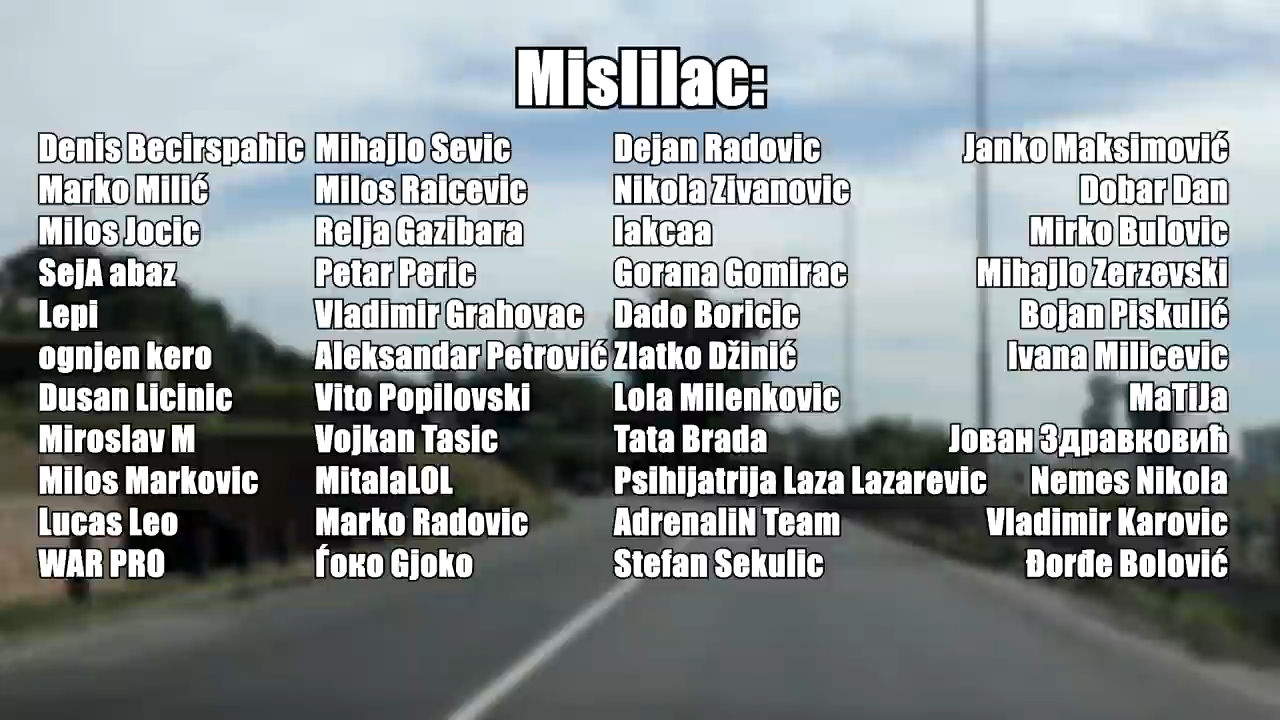 Mislilac:
Denis Becirspahic
Marko Milić
Milos Jocic
SejA abaz
Lepi
ognjen kero
Dusan Licinic
Miroslav M
Milos Markovic
Lucas Leo
WAR PRO
Mihajlo Sevic
Milos Raicevic
Relja Gazibara
Petar Peric
Vladimir Grahovac
Aleksandar Petrović
Vito Popilovski
Vojkan Tasic
MitalaLOL
Marko Radovic
Ѓоко Gjoko
Dejan Radovic
Nikola Zivanovic
lakcaa
Gorana Gomirac
Dado Boricic
Zlatko Džinić
Lola Milenkovic
Tata Brada
Psihijatrija Laza Lazarevic
AdrenaliN Team
Stefan Sekulic
Janko Maksimović
Dobar Dan
Mirko Bulovic
Mihajlo Zerzevski
Bojan Piskulić
Ivana Milicevic
MaTiJa
Јован Здравковић
Nemes Nikola
Vladimir Karovic
Đorđe Bolović